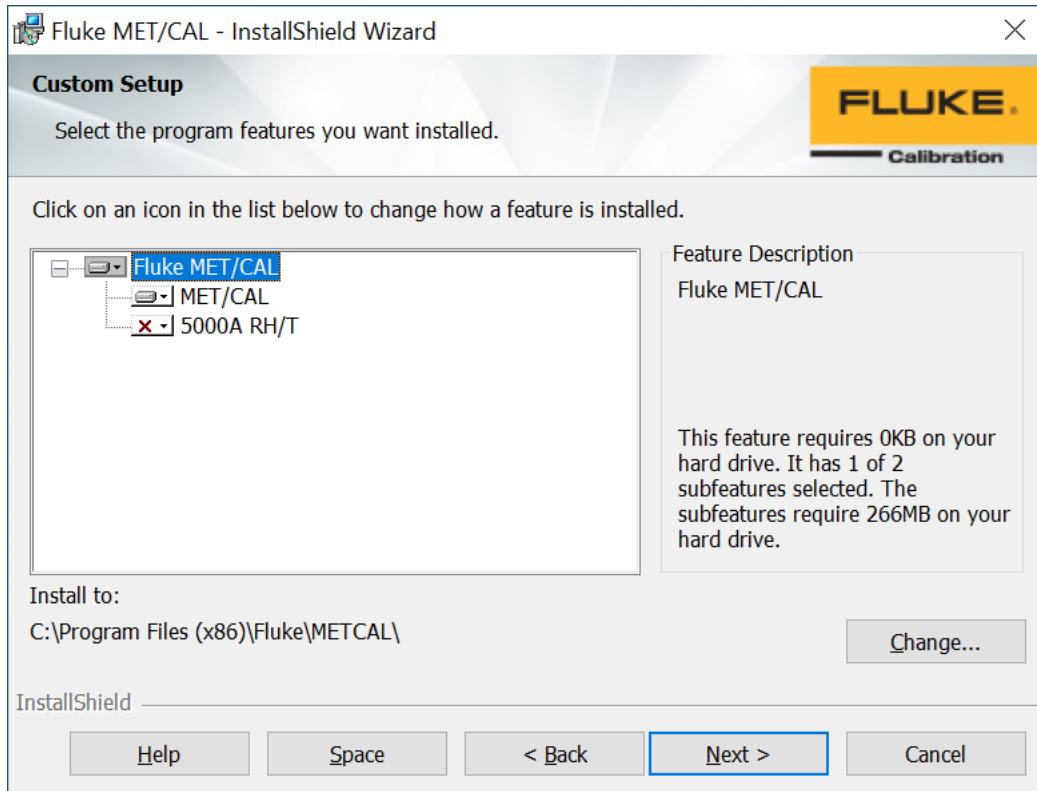 Fluke MET/CAL - InstallShield Wizard
Custom Setup
Select the program features you want installed.
FLUKE®
Calibration
Click on an icon in the list below to change how a feature is installed.
Fluke MET/CAL
MET/CAL
5000A RH/T
Feature Description
Fluke MET/CAL
This feature requires 0KB on your
hard drive. It has 1 of 2
subfeatures selected. The
subfeatures require 266MB on your
hard drive.
Install to:
C:\Program Files (x86)\Fluke\METCAL\
Change...
InstallShield
Help
Space
< Back
Next >
Cancel